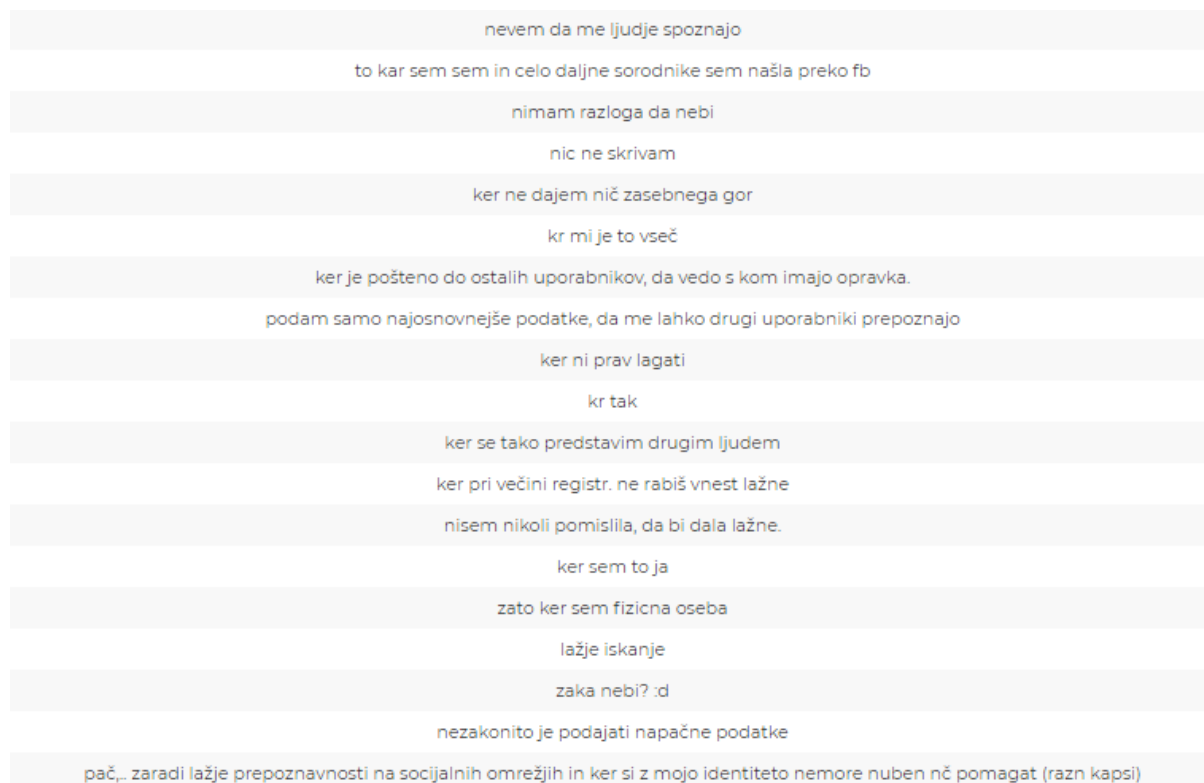 nevem da me ljudje spoznajo
to kar sem sem in celo daljne sorodnike sem našla preko fb
nimam razloga da nebi
nic ne skrivam
ker ne dajem nič zasebnega gor
kr mi je to vseč
ker je pošteno do ostalih uporabnikov, da vedo s kom imajo opravka.
podam samo najosnovnejše podatke, da me lahko drugi uporabniki prepoznajo
ker ni prav lagati
kr tak
ker se tako predstavim drugim ljudem
ker pri večini registr. ne rabiš vnest lažne
nisem nikoli pomislila, da bi dala lažne.
ker sem to ja
zato ker sem fizicna oseba
lažje iskanje
zaka nebi? :d
nezakonito je podajati napačne podatke
pač,.. zaradi lažje prepoznavnosti na socijalnih omrežjih in ker si z mojo identiteto nemore nuben nč pomagat (razn kapsi)